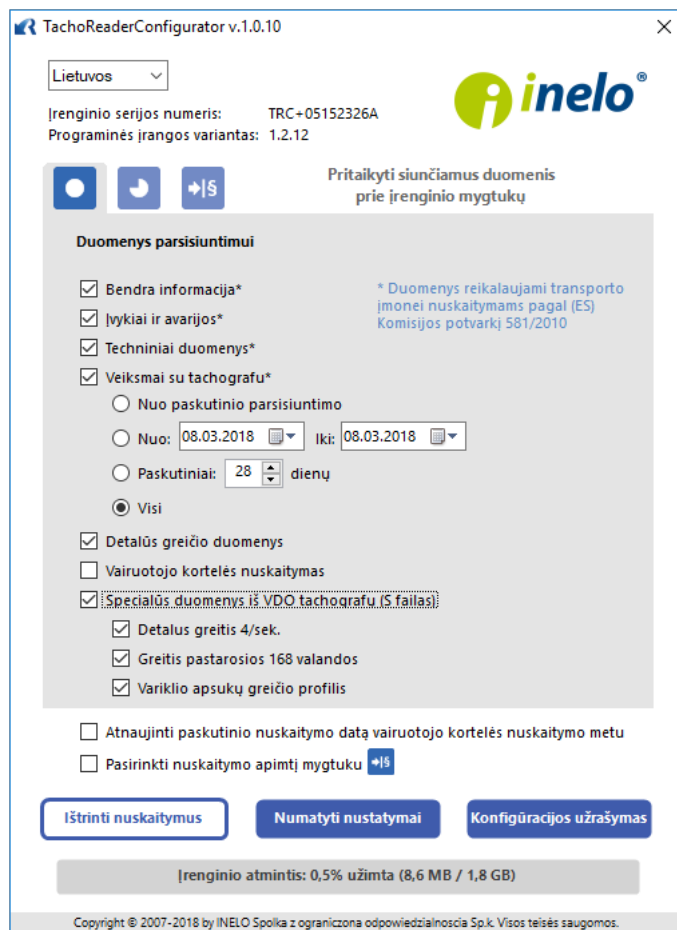 TachoReaderConfigurator v.1.0.10
Lietuvos
inelo®
Įrenginio serijos numeris: TRC+05152326A
Programinės įrangos variantas: 1.2.12
Pritaikyti siunčiamus duomenis
prie įrenginio mygtukų
Duomenys parsisiuntimui
Bendra informacija*
* Duomenys reikalaujami transporto
įmonei nuskaitymams pagal (ES)
Komisijos potvarkį 581/2010
Įvykiai ir avarijos*
Techniniai duomenys*
Veiksmai su tachografu*
Nuo paskutinio parsisiuntimo
Nuo: 08.03.2018 Iki: 08.03.2018
Paskutiniai: 28 dienų
Visi
Detalūs greičio duomenys
Vairuotojo kortelės nuskaitymas
Specialūs duomenys iš VDO tachografų (S failas)
Detalus greitis 4/sek.
Greitis pastarosios 168 valandos
Variklio apsukų greičio profilis
Atnaujinti paskutinio nuskaitymo datą vairuotojo kortelės nuskaitymo metu
Pasirinkti nuskaitymo apimtį mygtuku
Ištrinti nuskaitymus
Numatyti nustatymai
Konfigūracijos užrašymas
Įrenginio atmintis: 0,5% užimta (8,6 MB / 1,8 GB)
Copyright © 2007-2018 by INELO Spolka z ograniczona odpowiedzialnoscia Sp.k. Visos teisės saugomos.